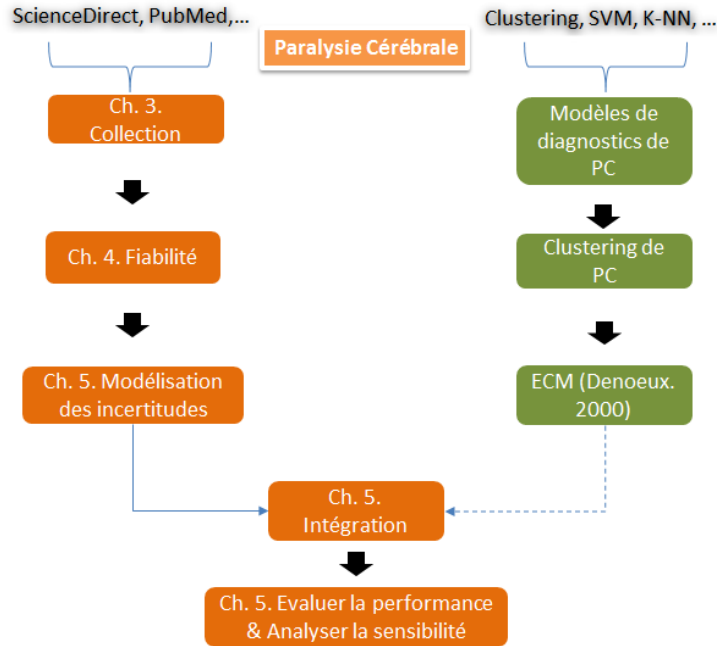 ScienceDirect, PubMed,...
Clustering, SVM, K-NN, ...
Paralysie Cérébrale
Ch. 3.
Collection
Modèles de
diagnostics de
PC
Ch. 4. Fiabilité
Clustering de
PC
Ch. 5. Modélisation
des incertitudes
ECM (Denoeux.
2000)
Ch. 5.
Intégration
Ch. 5. Evaluer la performance
& Analyser la sensibilité